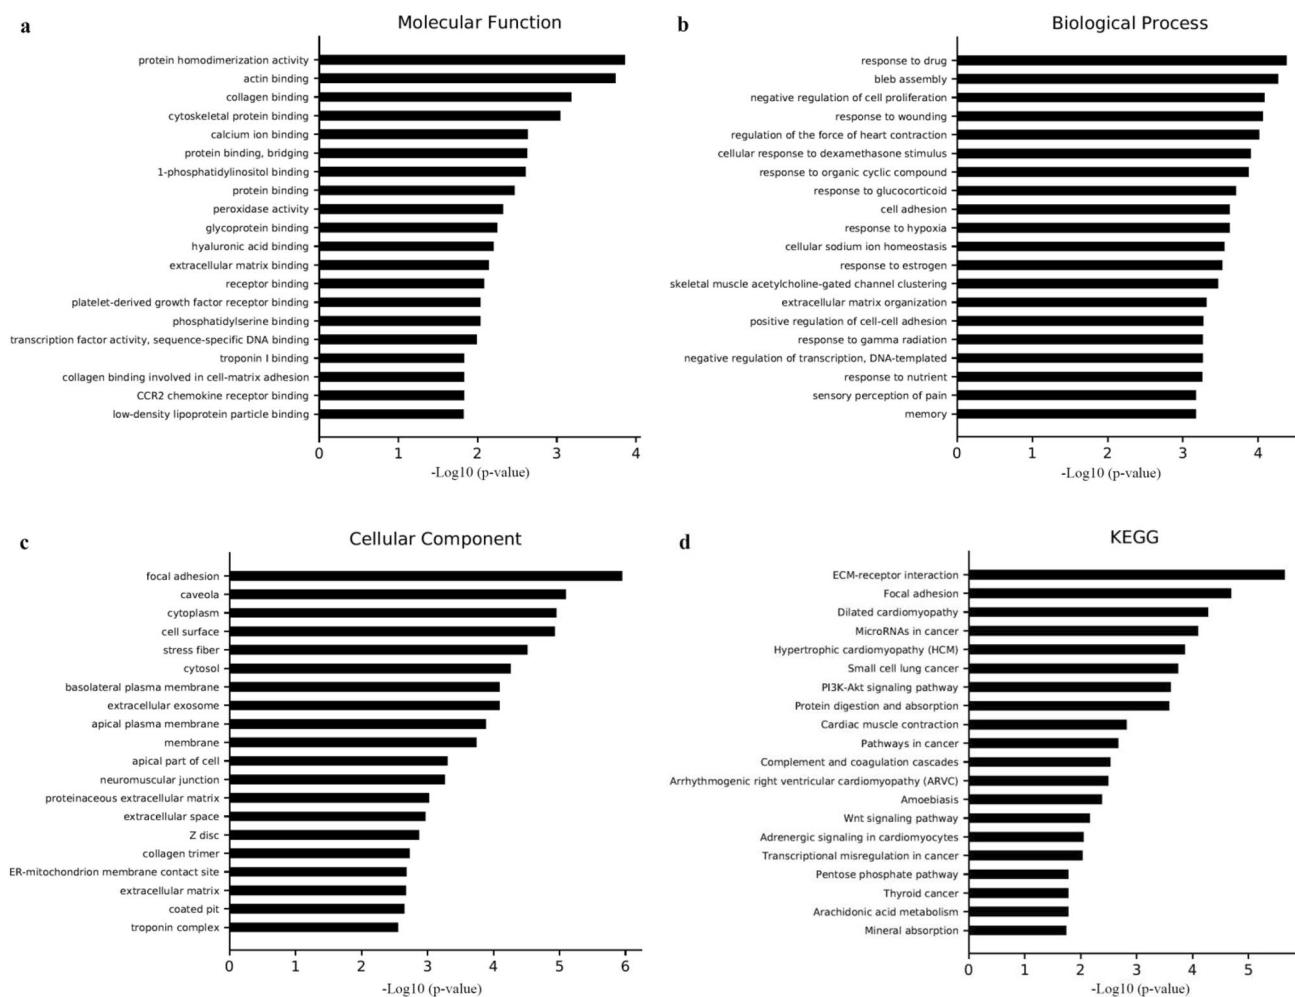 a
Molecular Function
protein homodimerization activity
actin binding
collagen binding
cytoskeletal protein binding
calcium ion binding
protein binding, bridging
1-phosphatidylinositol binding
protein binding
peroxidase activity
glycoprotein binding
hyaluronic acid binding
extracellular matrix binding
receptor binding
platelet-derived growth factor receptor binding
phosphatidylserine binding
transcription factor activity, sequence-specific DNA binding
troponin I binding
collagen binding involved in cell-matrix adhesion
CCR2 chemokine receptor binding
low-density lipoprotein particle binding
0 1 2 3 4
-Log10 (p-value)
b
Biological Process
response to drug
bleb assembly
negative regulation of cell proliferation
response to wounding
regulation of the force of heart contraction
cellular response to dexamethasone stimulus
response to organic cyclic compound
response to glucocorticoid
cell adhesion
response to hypoxia
cellular sodium ion homeostasis
response to estrogen
skeletal muscle acetylcholine-gated channel clustering
extracellular matrix organization
positive regulation of cell-cell adhesion
response to gamma radiation
negative regulation of transcription, DNA-templated
response to nutrient
sensory perception of pain
memory
0 1 2 3 4
-Log10 (p-value)
c
Cellular Component
focal adhesion
caveola
cytoplasm
cell surface
stress fiber
cytosol
basolateral plasma membrane
extracellular exosome
apical plasma membrane
membrane
apical part of cell
neuromuscular junction
proteinaceous extracellular matrix
extracellular space
Z disc
collagen trimer
ER-mitochondrion membrane contact site
extracellular matrix
coated pit
troponin complex
0 1 2 3 4 5 6
-Log10 (p-value)
d
KEGG
ECM-receptor interaction
Focal adhesion
Dilated cardiomyopathy
MicroRNAs in cancer
Hypertrophic cardiomyopathy (HCM)
Small cell lung cancer
PI3K-Akt signaling pathway
Protein digestion and absorption
Cardiac muscle contraction
Pathways in cancer
Complement and coagulation cascades
Arrhythmogenic right ventricular cardiomyopathy (ARVC)
Amoebiasis
Wnt signaling pathway
Adrenergic signaling in cardiomyocytes
Transcriptional misregulation in cancer
Pentose phosphate pathway
Thyroid cancer
Arachidonic acid metabolism
Mineral absorption
0 1 2 3 4 5
-Log10 (p-value)